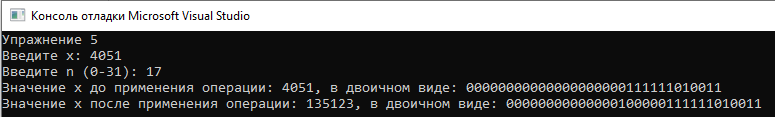 Консоль отладки Microsoft Visual Studio
Упражнение 5
Введите x: 4051
Введите n (0-31): 17
Значение x до применения операции: 4051, в двоичном виде: 00000000000000000000111111010011
Значение x после применения операции: 135123, в двоичном виде: 00000000000000100000111111010011